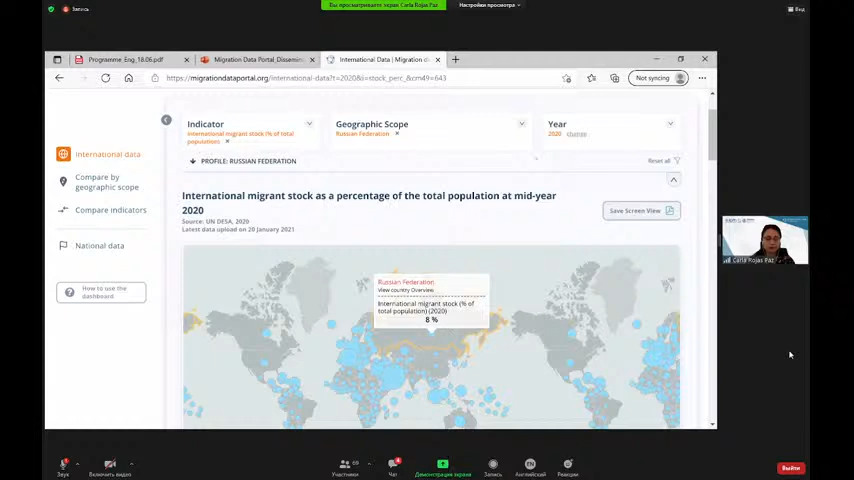 Запись
Вы просматриваете экран Carla Rojas Paz
Настройки просмотра
Вид
Programme_Eng_18.06.pdf
Migration Data Portal_Dissemin
International Data | Migration d
https://migrationdataportal.org/international-data?t=2020&i=stock_perc_&cm49=643
Not syncing
Indicator
International migrant stock (% of total
population)
Geographic Scope
Russian Federation
Year
2020 change
PROFILE: RUSSIAN FEDERATION
Reset all
International data
Compare by
geographic scope
Compare indicators
National data
How to use the
dashboard
International migrant stock as a percentage of the total population at mid-year
2020
Source: UN DESA, 2020
Latest data upload on 20 January 2021
Save Screen View
Russian Federation
View country Overview
International migrant stock (% of
total population) (2020)
8 %
Carla Rojas Paz
Звук
Включить видео
Участники
69
Чат
4
Демонстрация экрана
Запись
EN
Английский
Реакции
Выйти